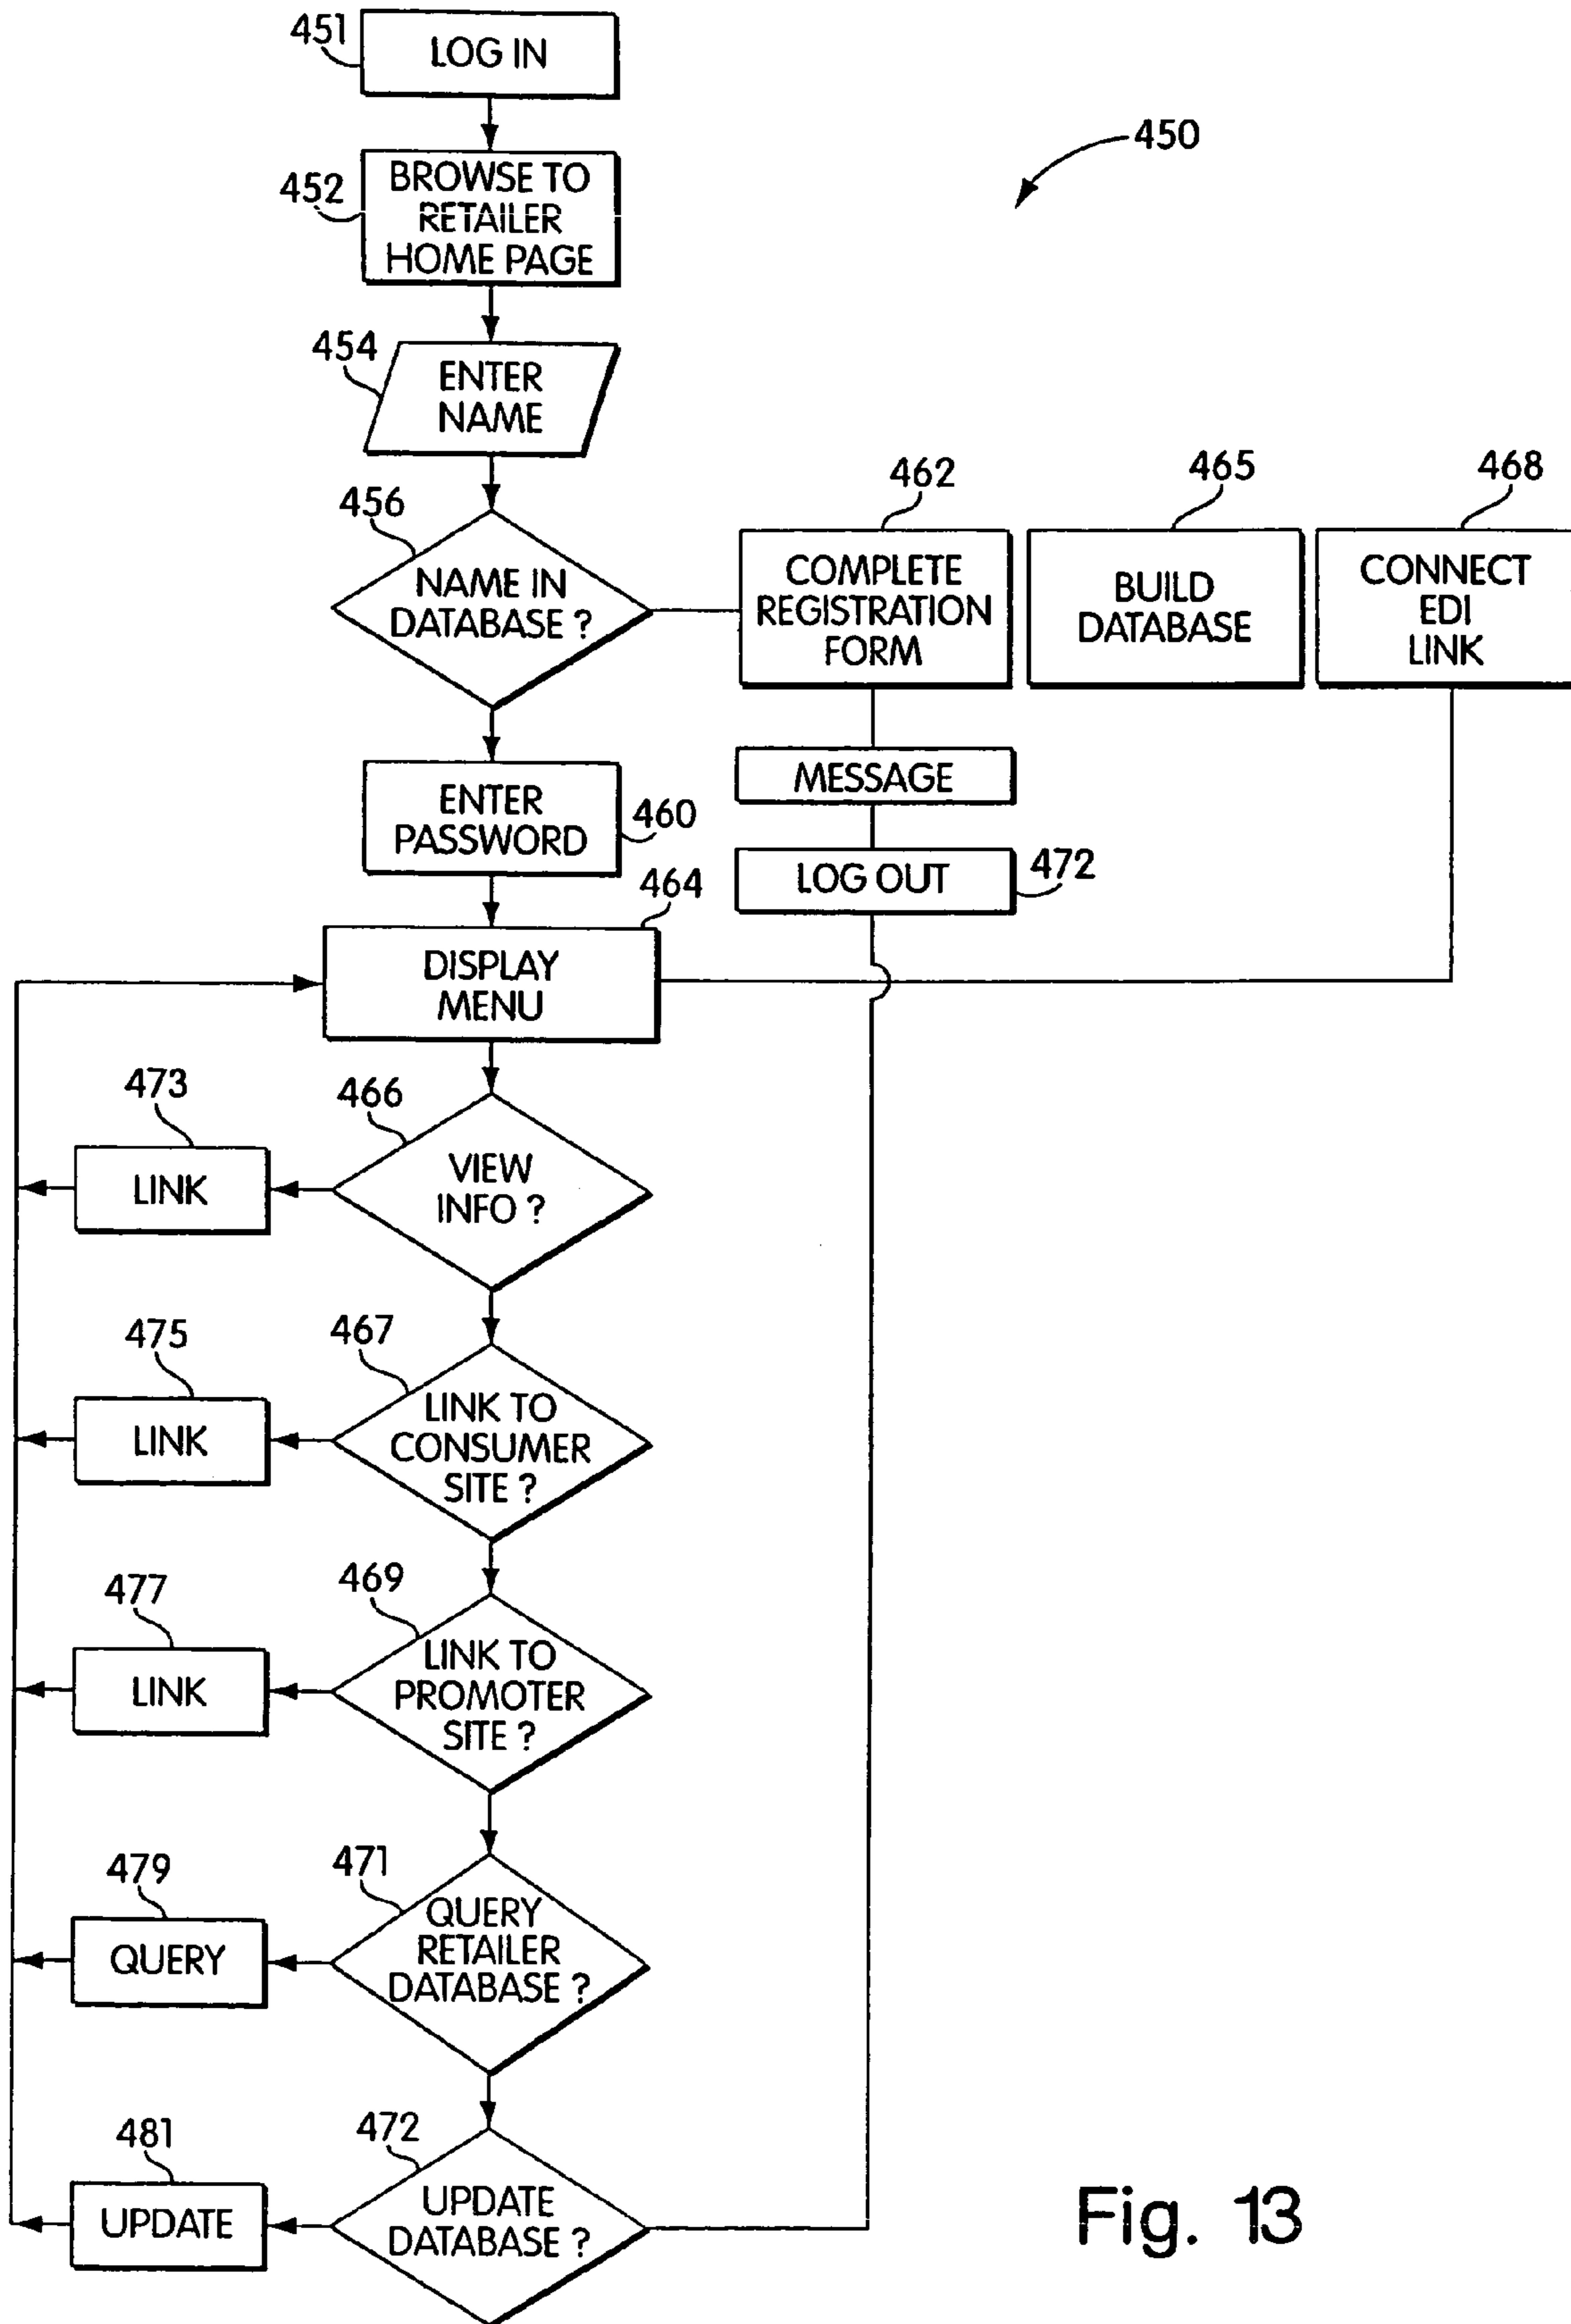 451
LOG IN
450
452
BROWSE TO
RETAILER
HOME PAGE
454
ENTER
NAME
456
NAME IN
DATABASE ?
462
COMPLETE
REGISTRATION
FORM
465
BUILD
DATABASE
468
CONNECT
EDI
LINK
MESSAGE
ENTER
PASSWORD
460
LOG OUT
472
464
DISPLAY
MENU
473
LINK
466
VIEW
INFO ?
475
LINK
467
LINK TO
CONSUMER
SITE ?
477
LINK
469
LINK TO
PROMOTER
SITE ?
479
QUERY
471
QUERY
RETAILER
DATABASE ?
481
UPDATE
472
UPDATE
DATABASE ?
Fig. 13